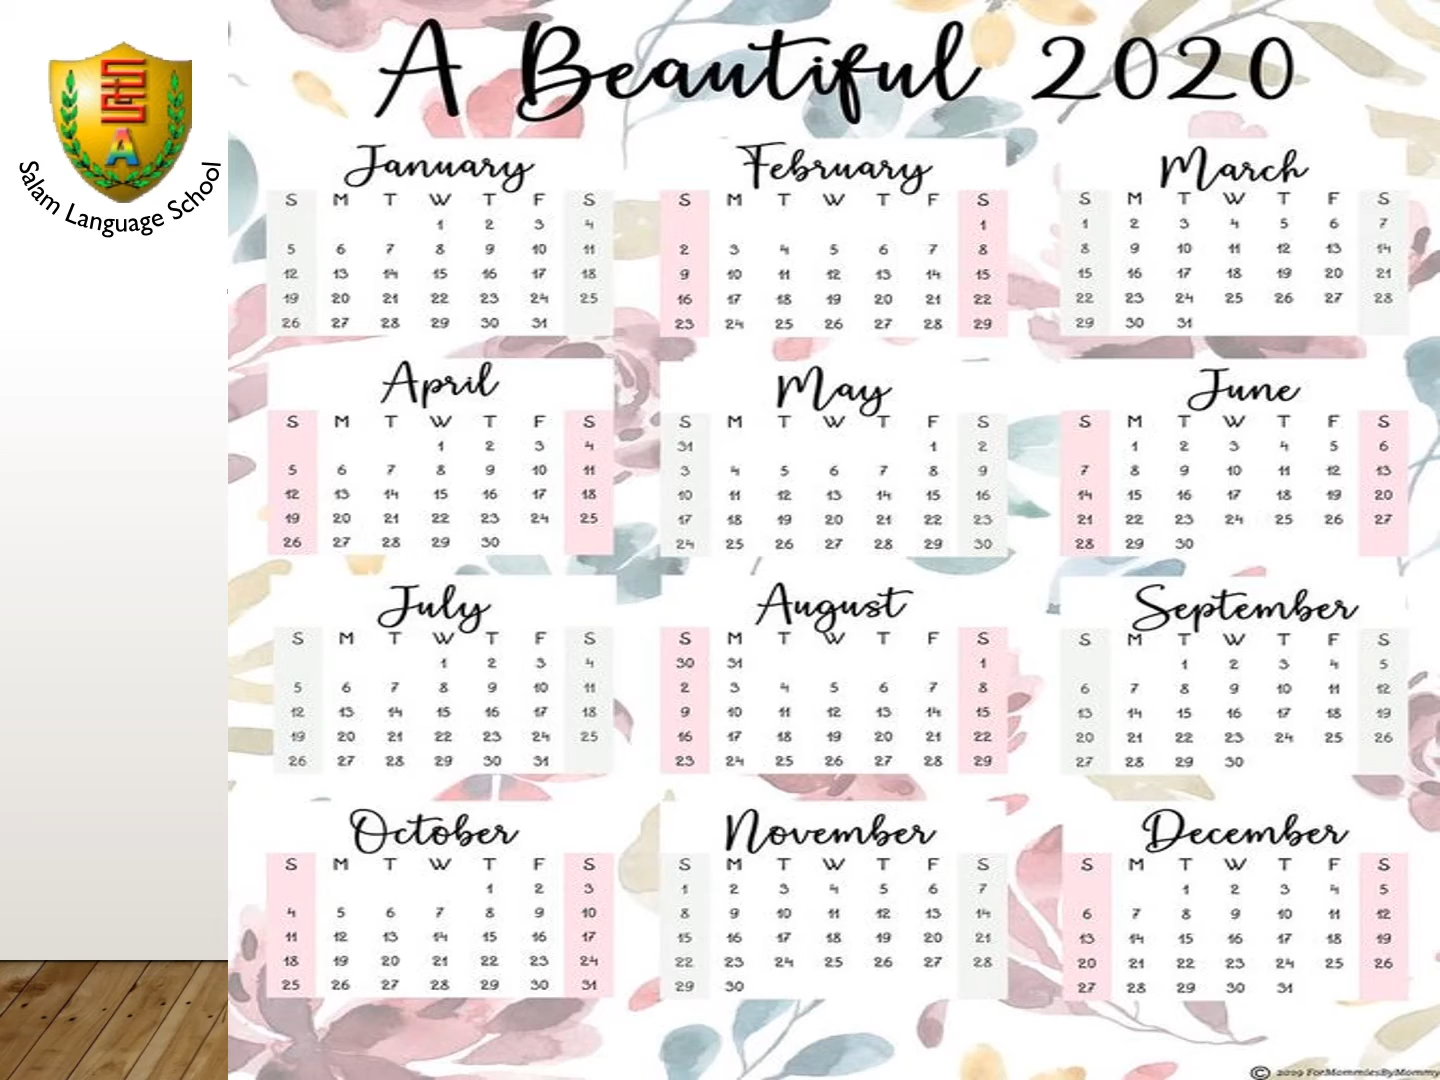 A Beautiful 2020
SLSA
Salam Language School
January
S M T W T F S
1 2 3 4
5 6 7 8 9 10 11
12 13 14 15 16 17 18
19 20 21 22 23 24 25
26 27 28 29 30 31
February
S M T W T F S
1
2 3 4 5 6 7 8
9 10 11 12 13 14 15
16 17 18 19 20 21 22
23 24 25 26 27 28 29
March
S M T W T F S
1 2 3 4 5 6 7
8 9 10 11 12 13 14
15 16 17 18 19 20 21
22 23 24 25 26 27 28
29 30 31
April
S M T W T F S
1 2 3 4
5 6 7 8 9 10 11
12 13 14 15 16 17 18
19 20 21 22 23 24 25
26 27 28 29 30
May
S M T W T F S
31 1 2
3 4 5 6 7 8 9
10 11 12 13 14 15 16
17 18 19 20 21 22 23
24 25 26 27 28 29 30
June
S M T W T F S
1 2 3 4 5 6
7 8 9 10 11 12 13
14 15 16 17 18 19 20
21 22 23 24 25 26 27
28 29 30
July
S M T W T F S
1 2 3 4
5 6 7 8 9 10 11
12 13 14 15 16 17 18
19 20 21 22 23 24 25
26 27 28 29 30 31
August
S M T W T F S
30 31 1
2 3 4 5 6 7 8
9 10 11 12 13 14 15
16 17 18 19 20 21 22
23 24 25 26 27 28 29
September
S M T W T F S
1 2 3 4 5
6 7 8 9 10 11 12
13 14 15 16 17 18 19
20 21 22 23 24 25 26
27 28 29 30
October
S M T W T F S
1 2 3
4 5 6 7 8 9 10
11 12 13 14 15 16 17
18 19 20 21 22 23 24
25 26 27 28 29 30 31
November
S M T W T F S
1 2 3 4 5 6 7
8 9 10 11 12 13 14
15 16 17 18 19 20 21
22 23 24 25 26 27 28
29 30
December
S M T W T F S
1 2 3 4 5
6 7 8 9 10 11 12
13 14 15 16 17 18 19
20 21 22 23 24 25 26
27 28 29 30 31
© 2019 ForMommiesByMommy